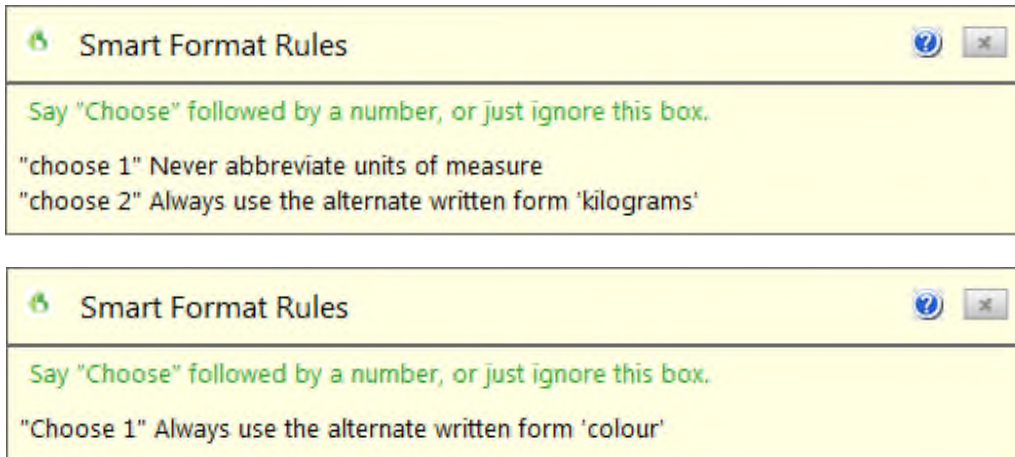 Smart Format Rules
Say "Choose" followed by a number, or just ignore this box.
"choose 1" Never abbreviate units of measure
"choose 2" Always use the alternate written form 'kilograms'
Smart Format Rules
Say "Choose" followed by a number, or just ignore this box.
"Choose 1" Always use the alternate written form 'colour'